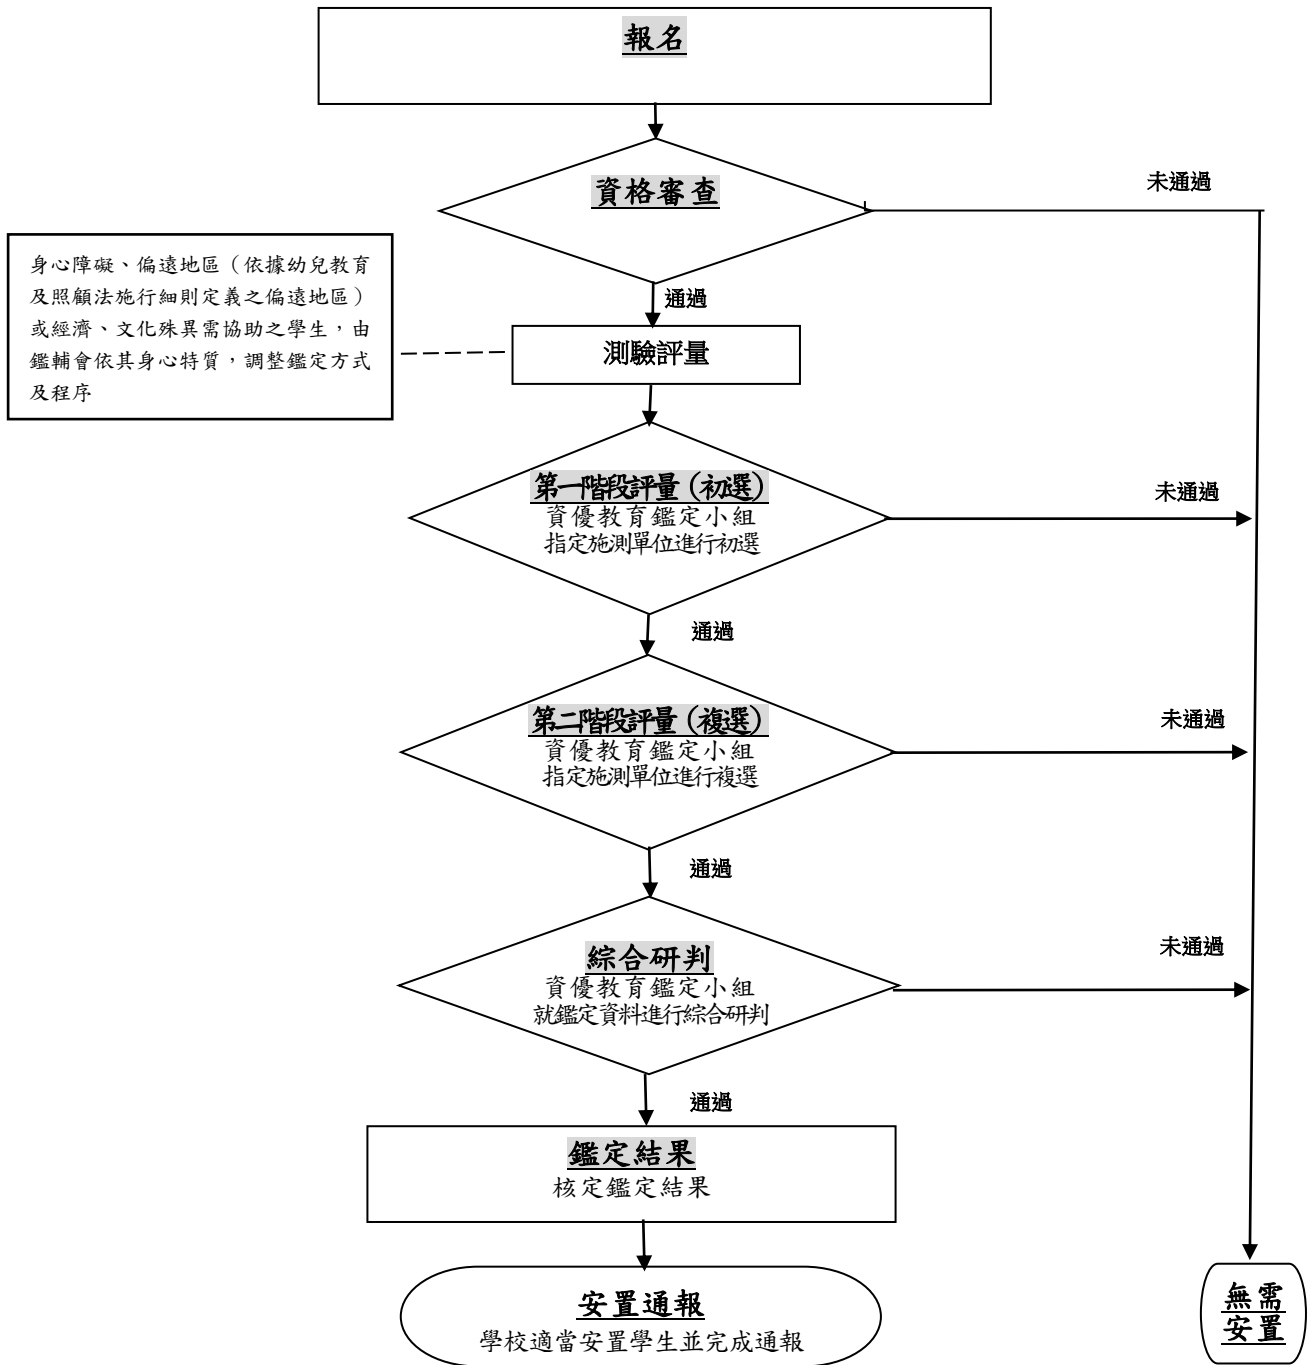 報名
資格審查
未通過
身心障礙、偏遠地區（依據幼兒教育
及照顧法施行細則定義之偏遠地區）
或經濟、文化殊異需協助之學生，由
鑑輔會依其身心特質，調整鑑定方式
及程序
通過
測驗評量
第一階段評量（初選）
資優教育鑑定小組
指定施測單位進行初選
未通過
通過
第二階段評量（複選）
資優教育鑑定小組
指定施測單位進行複選
未通過
通過
綜合研判
資優教育鑑定小組
就鑑定資料進行綜合研判
未通過
通過
鑑定結果
核定鑑定結果
安置通報
學校適當安置學生並完成通報
無需
安置